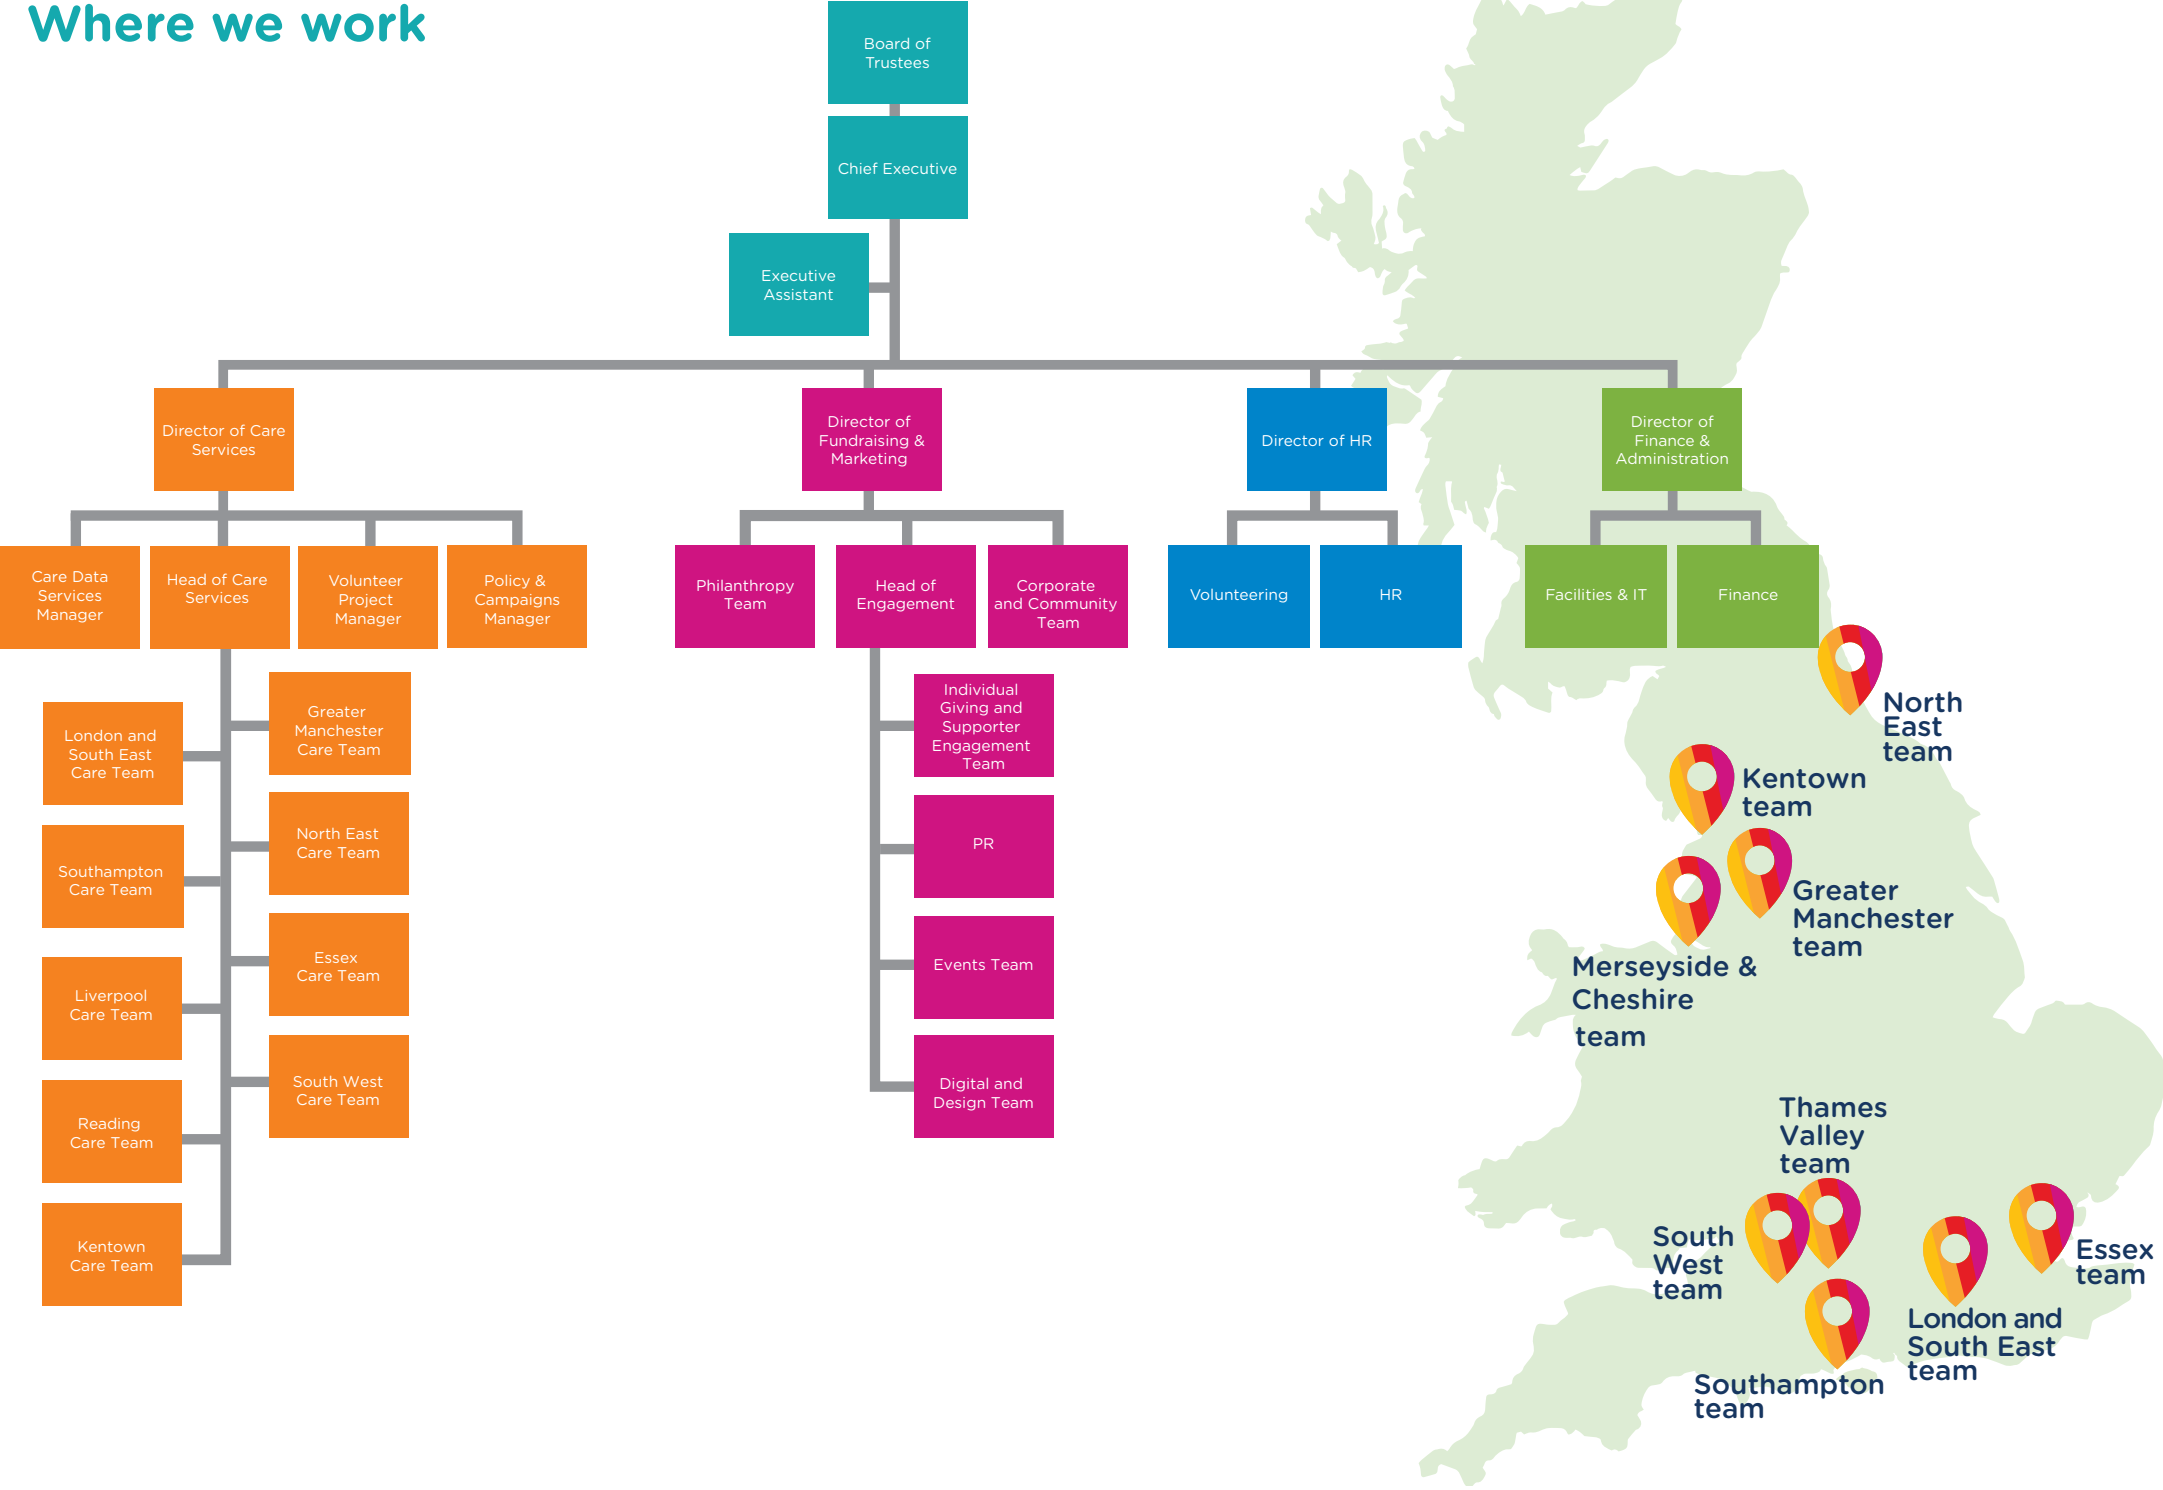 Where we work
Board of
Trustees
Chief Executive
Executive
Assistant
Director of Care
Services
Director of
Fundraising &
Marketing
Director of HR
Director of
Finance &
Administration
Care Data
Services
Manager
Head of Care
Services
Volunteer
Project
Manager
Policy &
Campaigns
Manager
Philanthropy
Team
Head of
Engagement
Corporate
and Community
Team
Volunteering
HR
Facilities & IT
Finance
London and
South East
Care Team
Southampton
Care Team
Liverpool
Care Team
Reading
Care Team
Kentown
Care Team
Greater
Manchester
Care Team
North East
Care Team
Essex
Care Team
South West
Care Team
Individual
Giving and
Supporter
Engagement
Team
PR
Events Team
Digital and
Design Team
North
East
team
Kentown
team
Greater
Manchester
team
Merseyside &
Cheshire
team
Thames
Valley
team
South
West
team
Essex
team
London and
South East
team
Southampton
team